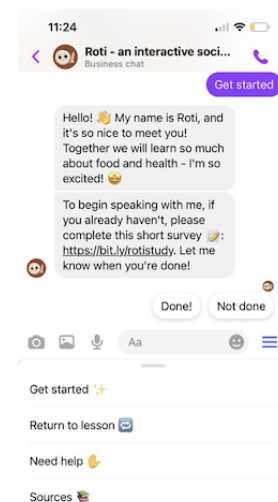 11:24
Roti - an interactive soci...
Business chat
Get started
Hello! 👋 My name is Roti, and
it's so nice to meet you!
Together we will learn so much
about food and health - I'm so
excited! 🤩
To begin speaking with me, if
you already haven't, please
complete this short survey 📝:
https://bit.ly/rotistudy. Let me
know when you're done!
Done! Not done
Aa
Get started ✨
Return to lesson 🔁
Need help ✋
Sources 📚